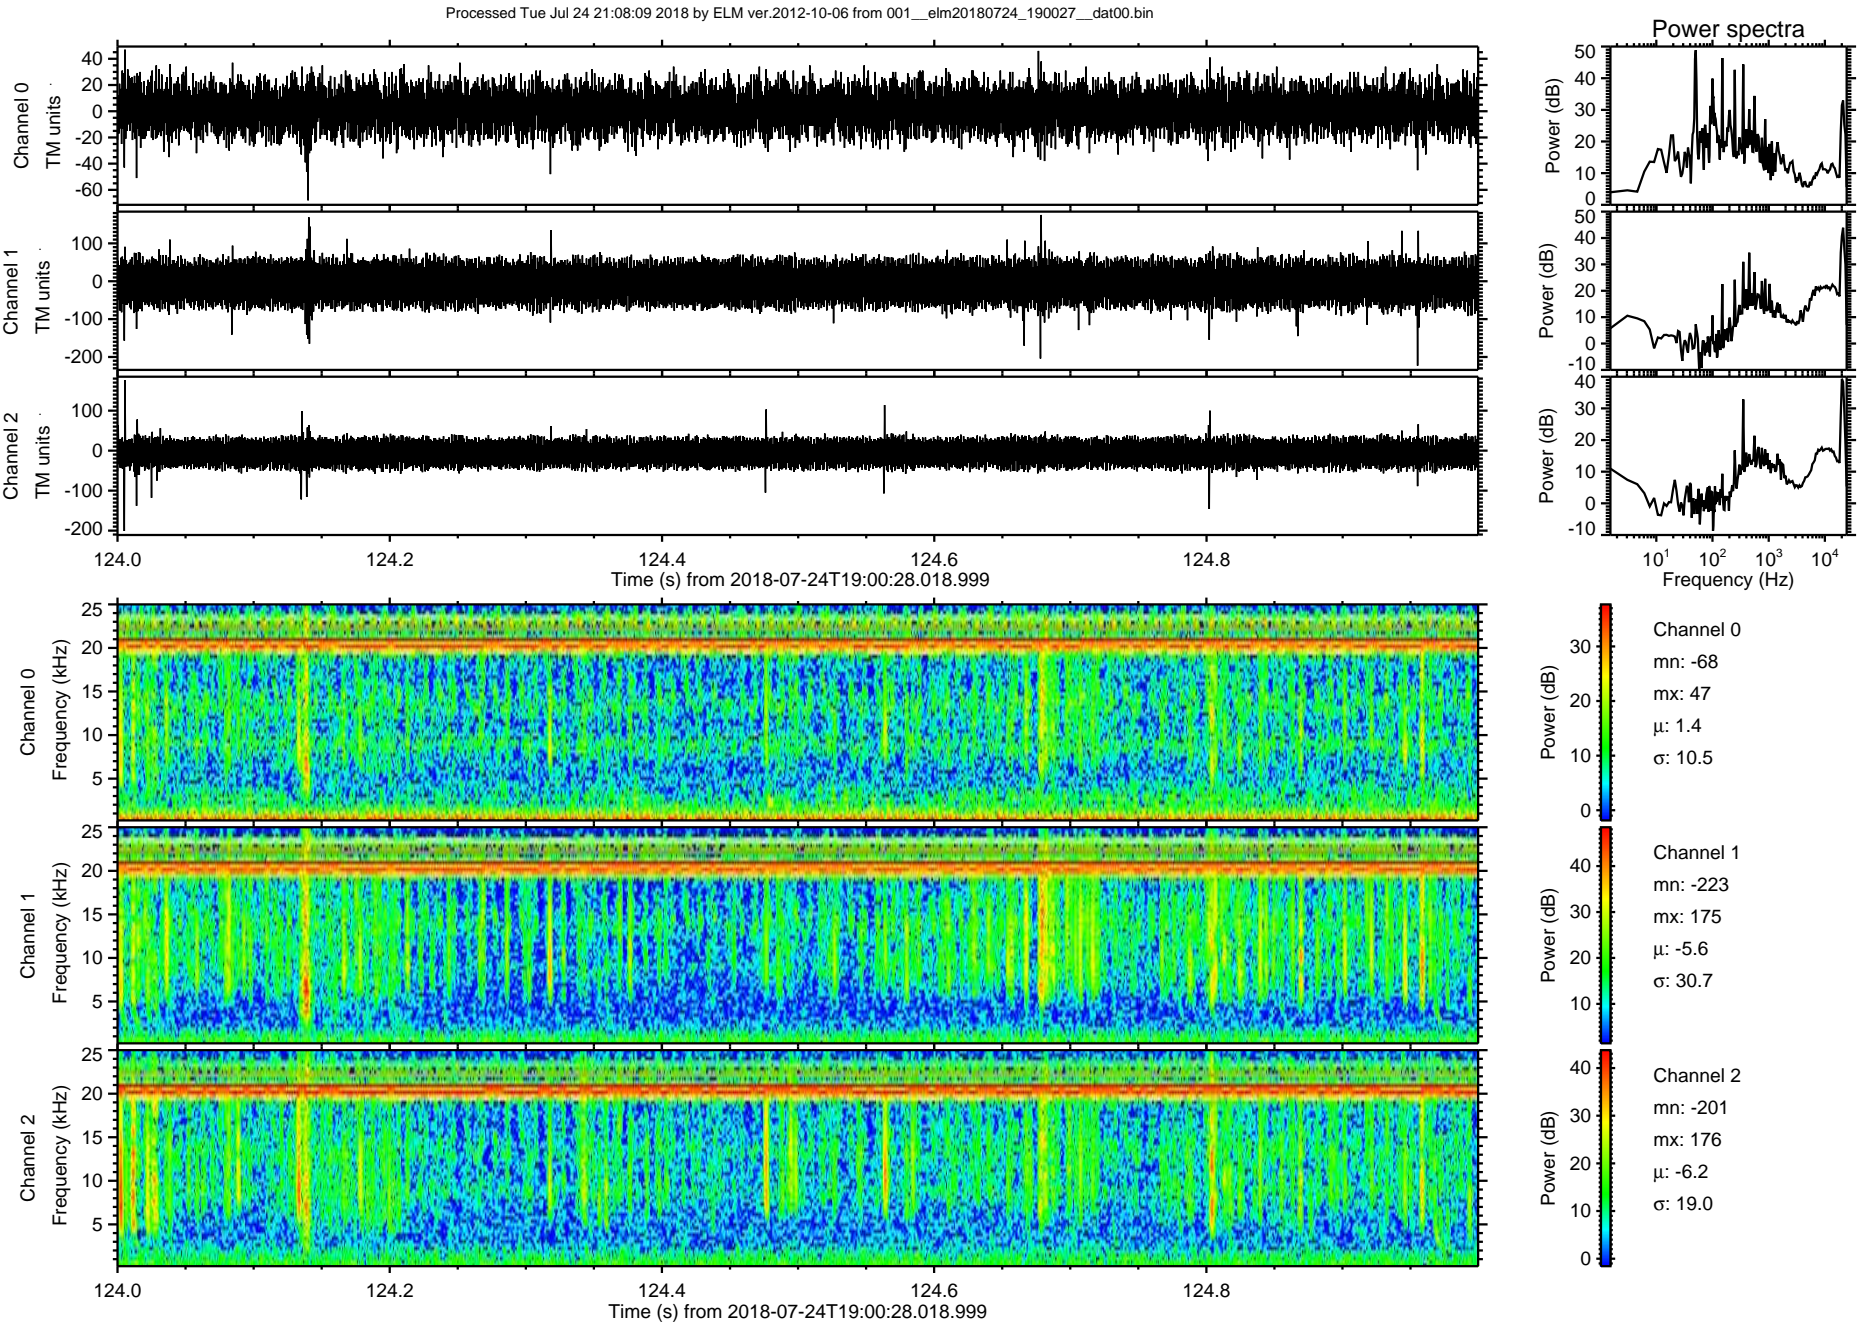 Processed Tue Jul 24 21:08:09 2018 by ELM ver.2012-10-06 from 001__elm20180724_190027__dat00.bin
Power spectra
Channel 0
TM units
40
20
0
-20
-40
-60
Power (dB)
50
40
30
20
10
0
Channel 1
TM units
100
0
-100
-200
Power (dB)
50
40
30
20
10
0
-10
Channel 2
TM units
100
0
-100
-200
Power (dB)
40
30
20
10
0
-10
124.0 124.2 124.4 124.6 124.8
Time (s) from 2018-07-24T19:00:28.018.999
10^1 10^2 10^3 10^4
Frequency (Hz)
Channel 0
Frequency (kHz)
25
20
15
10
5
Power (dB)
30
20
10
0
Channel 0
mn: -68
mx: 47
μ: 1.4
σ: 10.5
Channel 1
Frequency (kHz)
25
20
15
10
5
Power (dB)
40
30
20
10
Channel 1
mn: -223
mx: 175
μ: -5.6
σ: 30.7
Channel 2
Frequency (kHz)
25
20
15
10
5
Power (dB)
40
30
20
10
0
Channel 2
mn: -201
mx: 176
μ: -6.2
σ: 19.0
124.0 124.2 124.4 124.6 124.8
Time (s) from 2018-07-24T19:00:28.018.999